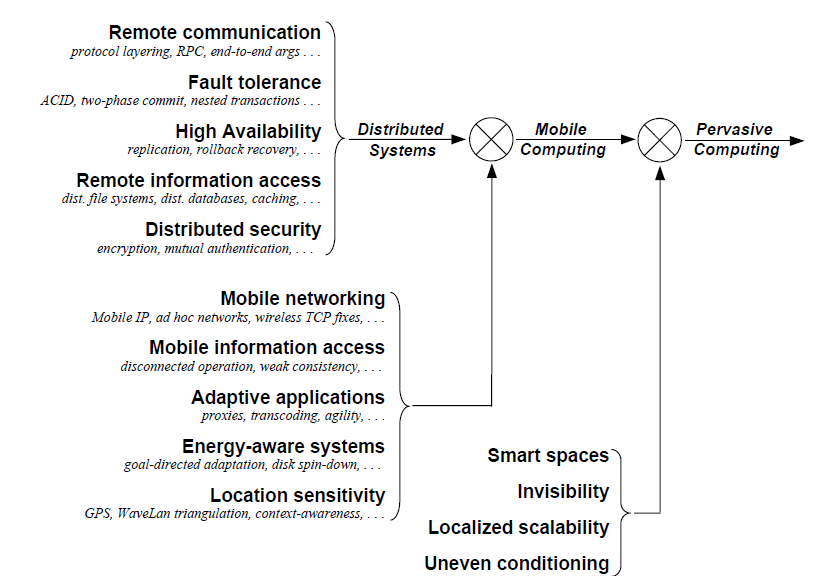 Remote communication
protocol layering, RPC, end-to-end args . . .
Fault tolerance
ACID, two-phase commit, nested transactions . . .
High Availability
replication, rollback recovery, . . .
Remote information access
dist. file systems, dist. databases, caching, . . .
Distributed security
encryption, mutual authentication, . . .
Distributed
Systems
Mobile
Computing
Pervasive
Computing
Mobile networking
Mobile IP, ad hoc networks, wireless TCP fixes, . . .
Mobile information access
disconnected operation, weak consistency, . . .
Adaptive applications
proxies, transcoding, agility, . . .
Energy-aware systems
goal-directed adaptation, disk spin-down, . . .
Location sensitivity
GPS, WaveLan triangulation, context-awareness, . . .
Smart spaces
Invisibility
Localized scalability
Uneven conditioning